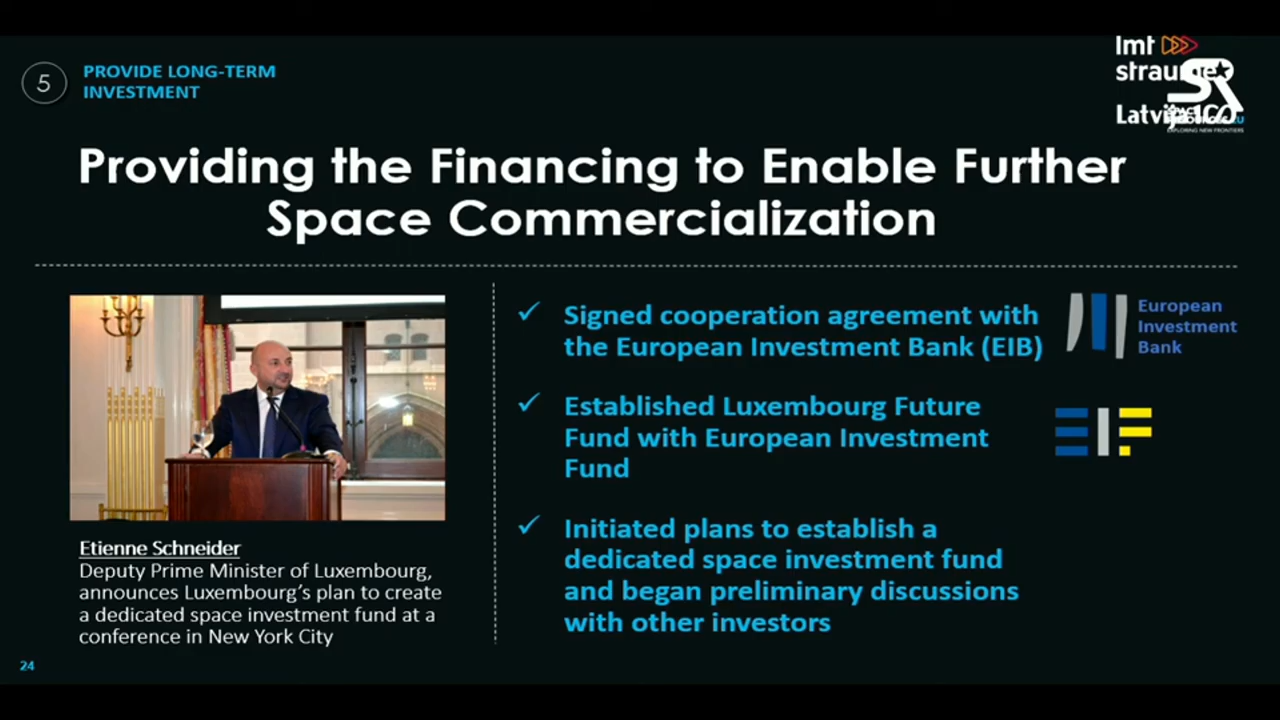 5
PROVIDE LONG-TERM
INVESTMENT
lmt
Latvija 100
EXPLORING NEW FRONTIERS
Providing the Financing to Enable Further
Space Commercialization
Signed cooperation agreement with
the European Investment Bank (EIB)
European
Investment
Bank
Established Luxembourg Future
Fund with European Investment
Fund
EIF
Initiated plans to establish a
dedicated space investment fund
and began preliminary discussions
with other investors
Etienne Schneider
Deputy Prime Minister of Luxembourg,
announces Luxembourg's plan to create
a dedicated space investment fund at a
conference in New York City
24